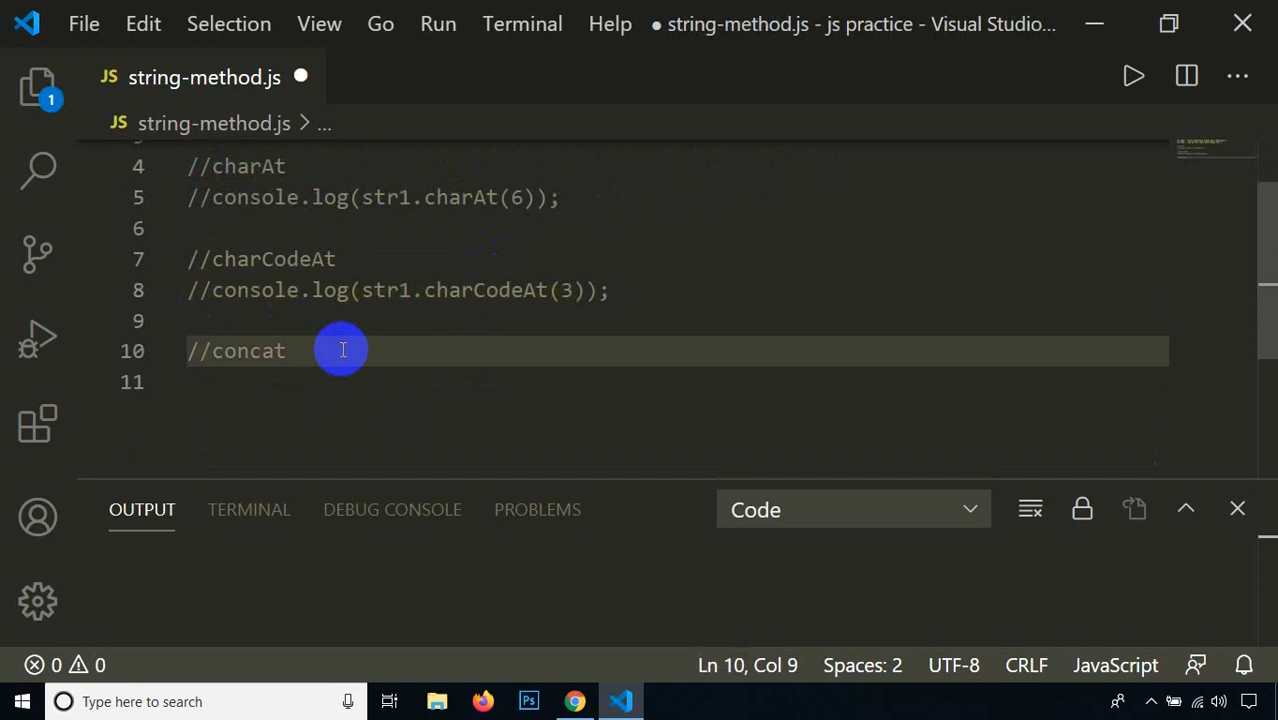 File Edit Selection View Go Run Terminal Help ● string-method.js - js practice - Visual Studio...
JS string-method.js
1
JS string-method.js > ...
4 //charAt
5 //console.log(str1.charAt(6));
6
7 //charCodeAt
8 //console.log(str1.charCodeAt(3));
9
10 //concat
11
OUTPUT TERMINAL DEBUG CONSOLE PROBLEMS Code
0 0 Ln 10, Col 9 Spaces: 2 UTF-8 CRLF JavaScript
Type here to search Ps